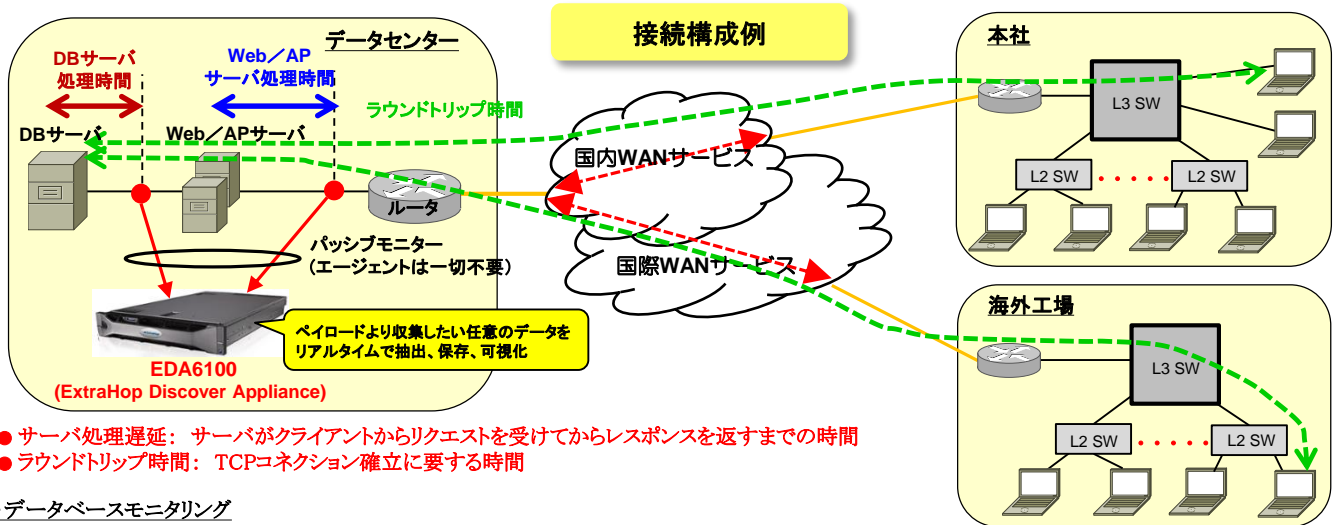 接続構成例
データセンター
DBサーバ
処理時間
Web／AP
サーバ処理時間
ラウンドトリップ時間
DBサーバ
Web／APサーバ
ルータ
パッシブモニター
（エージェントは一切不要）
ペイロードより収集したい任意のデータを
リアルタイムで抽出、保存、可視化
EDA6100
(ExtraHop Discover Appliance)
国内WANサービス
国際WANサービス
本社
L3 SW
L2 SW
L2 SW
海外工場
L3 SW
L2 SW
L2 SW
●サーバ処理遅延： サーバがクライアントからリクエストを受けてからレスポンスを返すまでの時間
●ラウンドトリップ時間： TCPコネクション確立に要する時間
データベースモニタリング